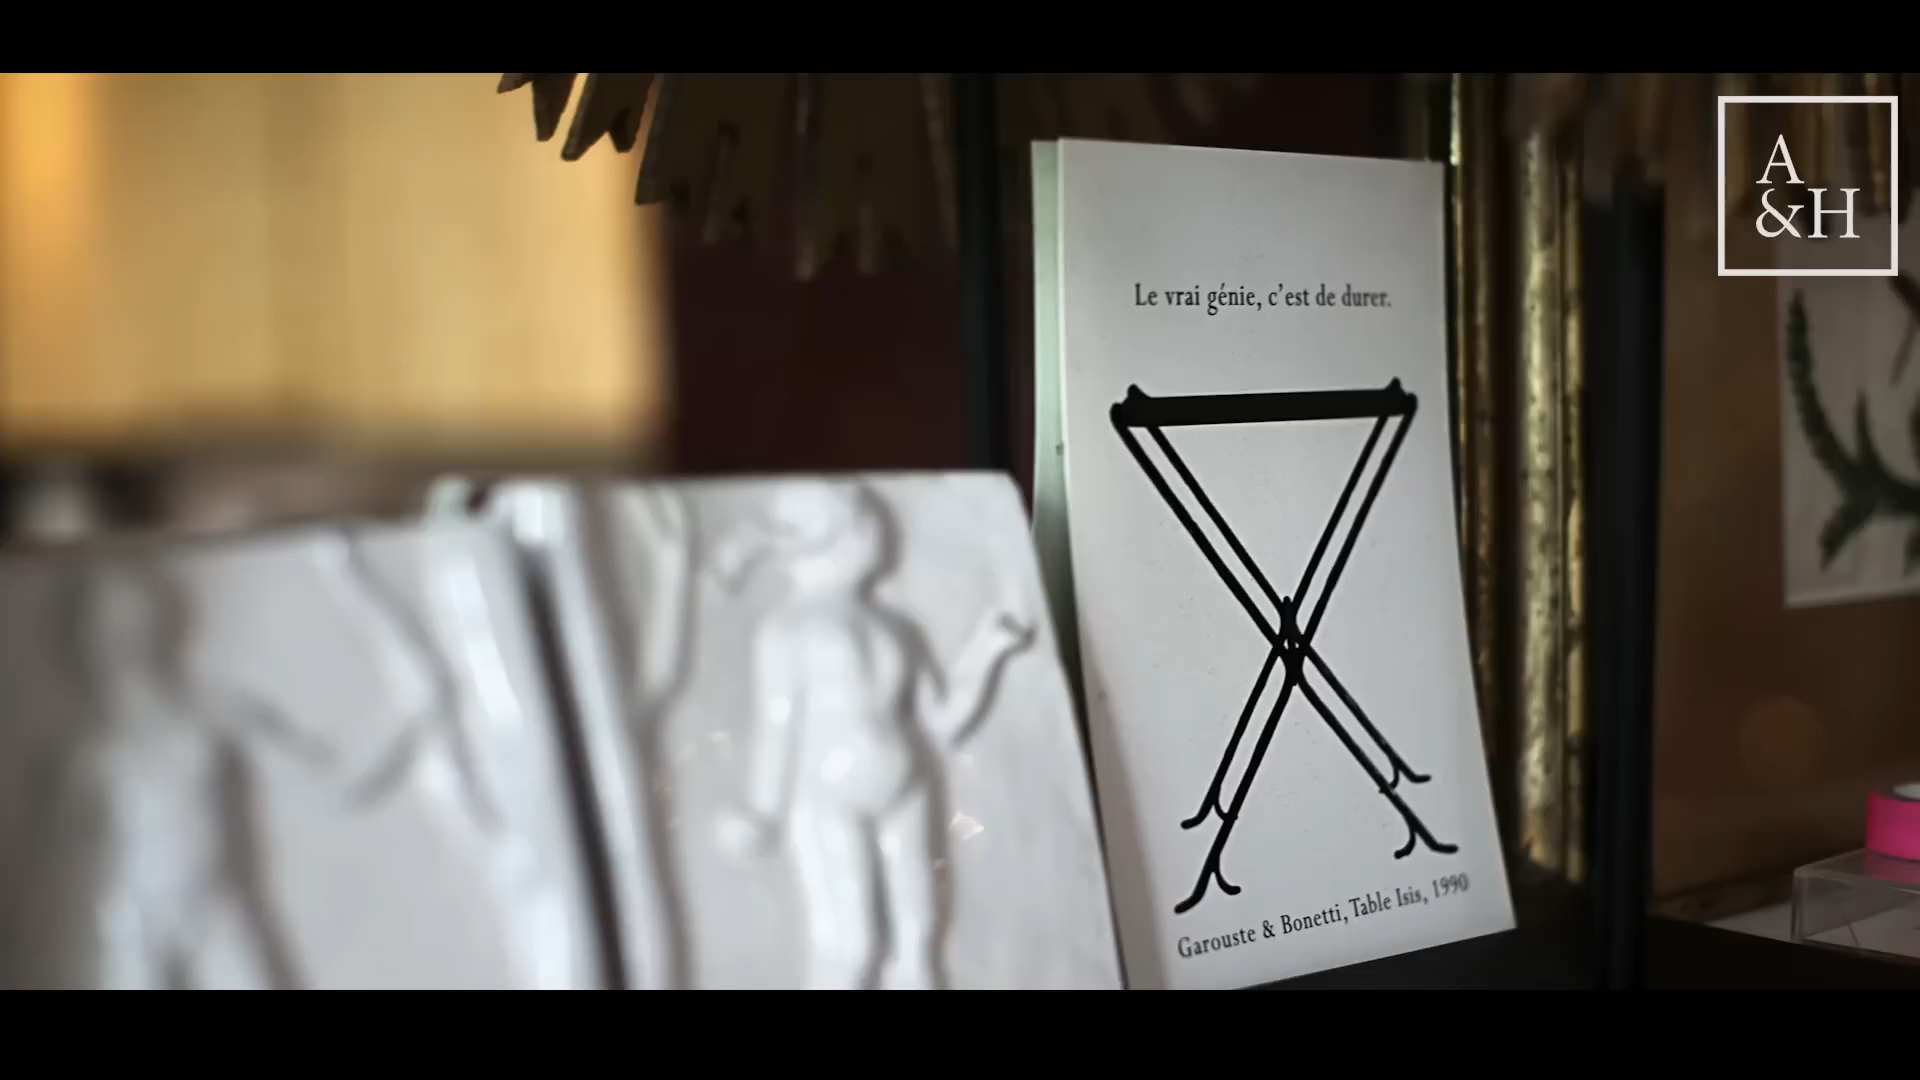 A
&H
Le vrai génie, c’est de durer.
Garouste & Bonetti, Table Isis, 1990